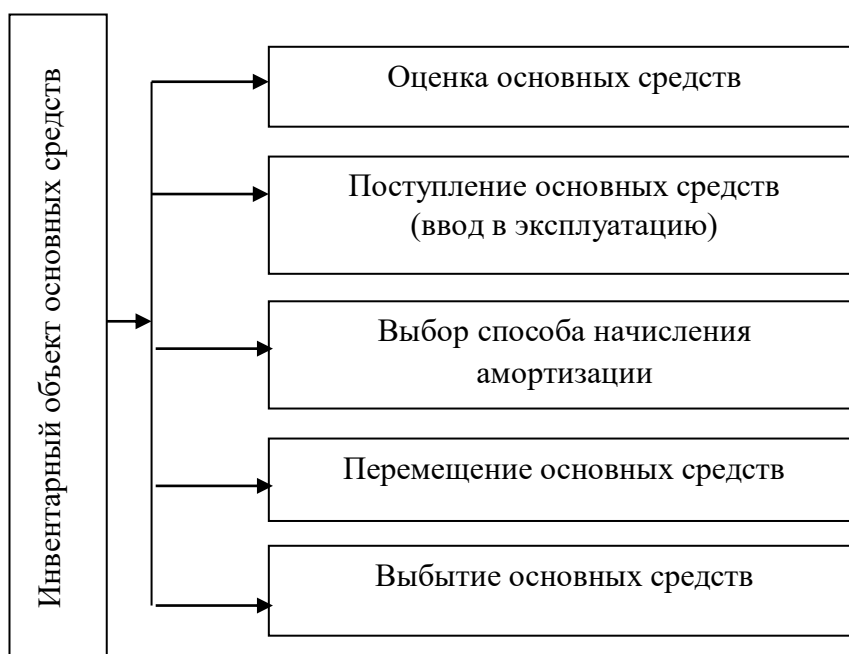 Инвентарный объект основных средств
Оценка основных средств
Поступление основных средств
(ввод в эксплуатацию)
Выбор способа начисления
амортизации
Перемещение основных средств
Выбытие основных средств